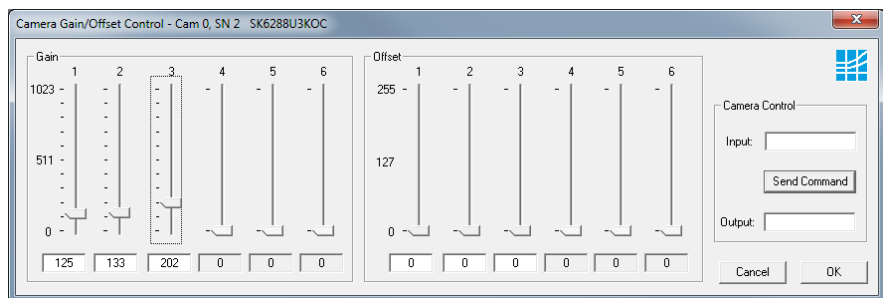 Camera Gain/Offset Control - Cam 0, SN 2 SK6288U3KOC
Gain
1 2 3 4 5 6
1023
511
0
125 133 202 0 0 0
Offset
1 2 3 4 5 6
255
127
0
0 0 0 0 0 0
Camera Control
Input:
Send Command
Output:
Cancel OK